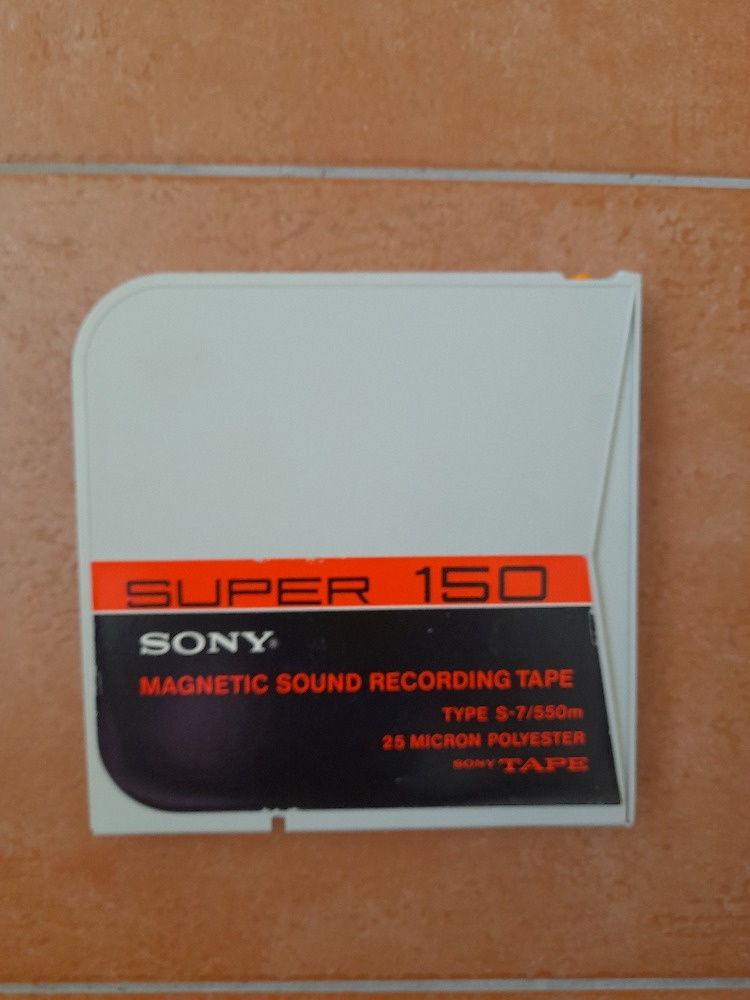 SUPER 150
SONY®
MAGNETIC SOUND RECORDING TAPE
TYPE S-7/550m
25 MICRON POLYESTER
SONY TAPE